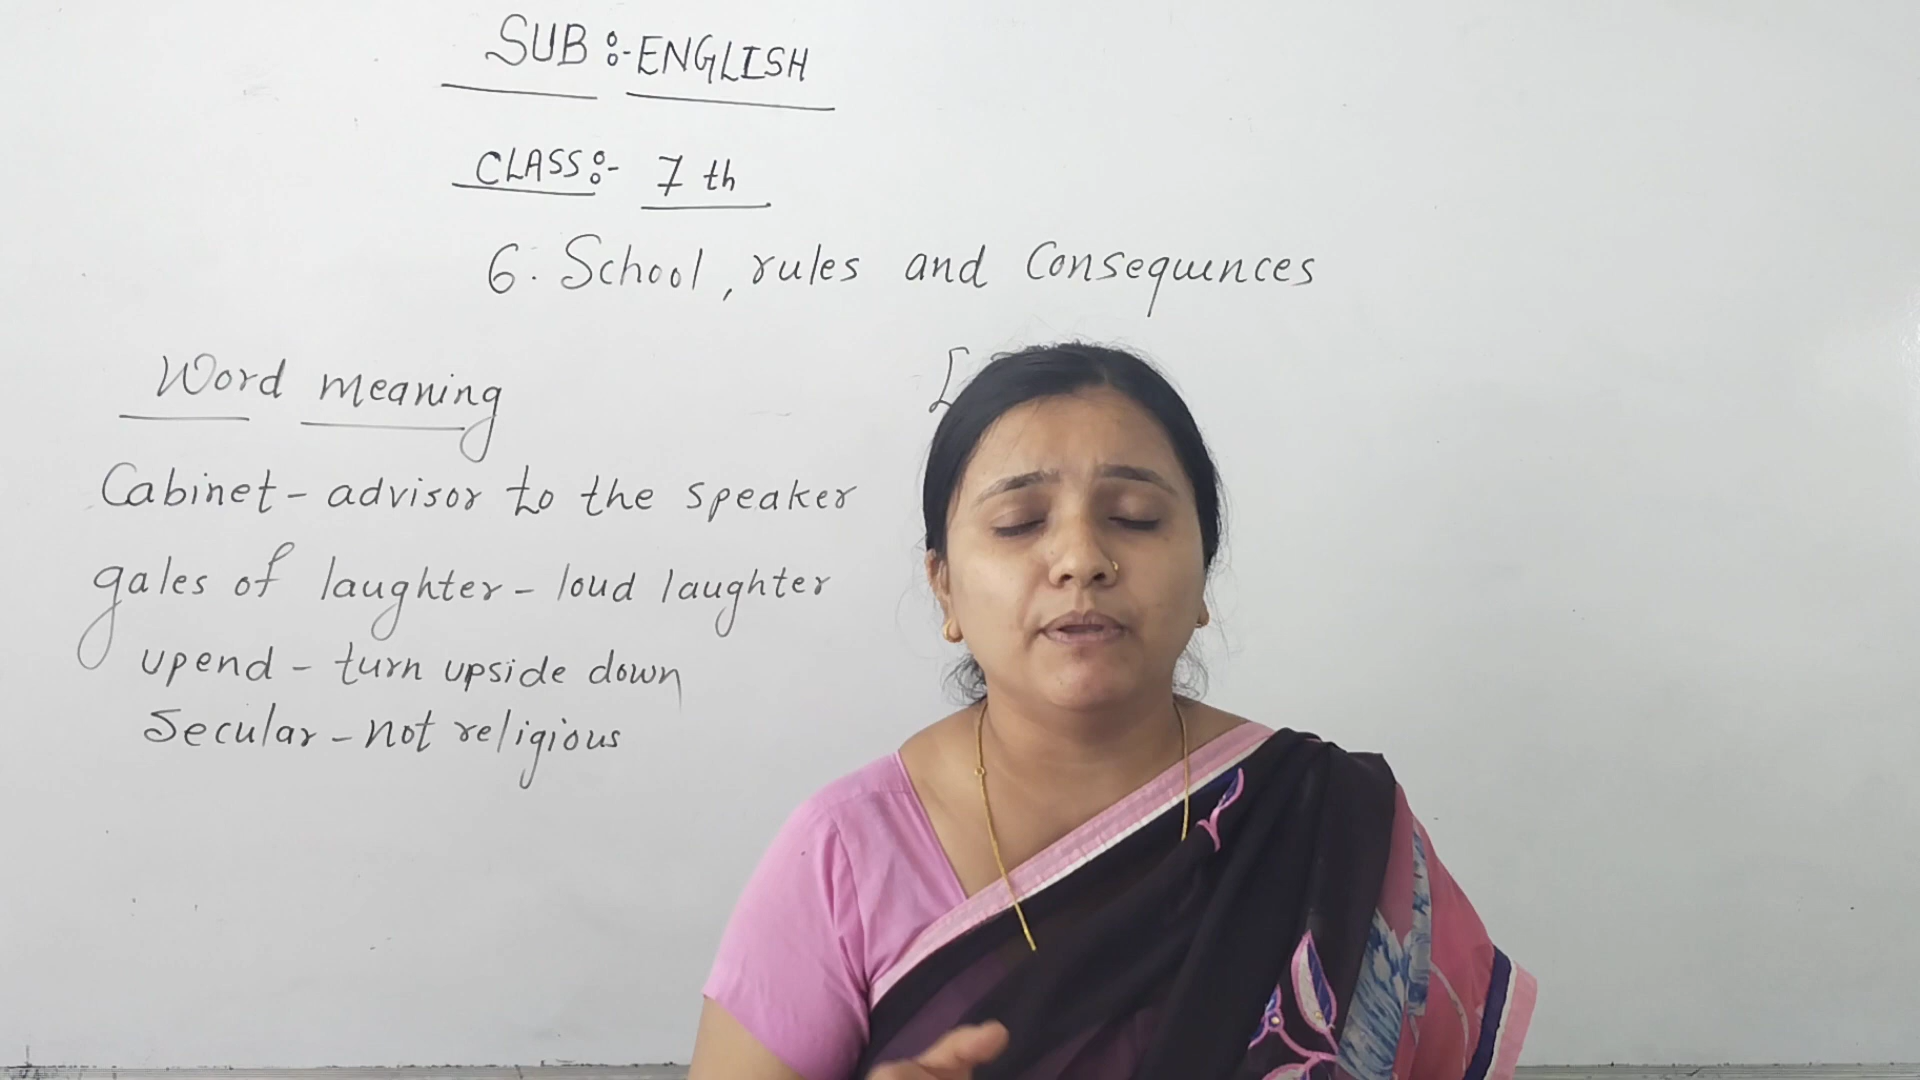 SUB :- ENGLISH
CLASS :- 7 th
6. School, rules and Consequnces
Word meaning
Cabinet - advisor to the speaker
gales of laughter - loud laughter
upend - turn upside down
Secular - not religious